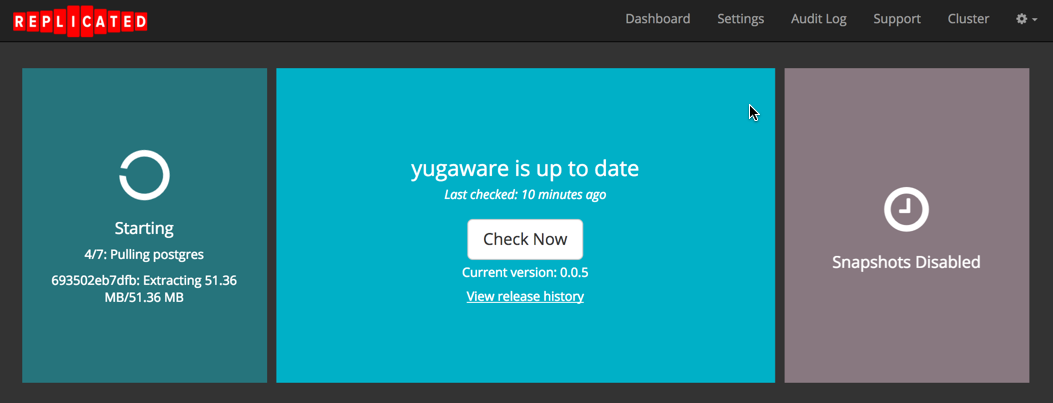 REPLICATED
Dashboard Settings Audit Log Support Cluster
Starting
4/7: Pulling postgres
693502eb7dfb: Extracting 51.36
MB/51.36 MB
yugaware is up to date
Last checked: 10 minutes ago
Check Now
Current version: 0.0.5
View release history
Snapshots Disabled